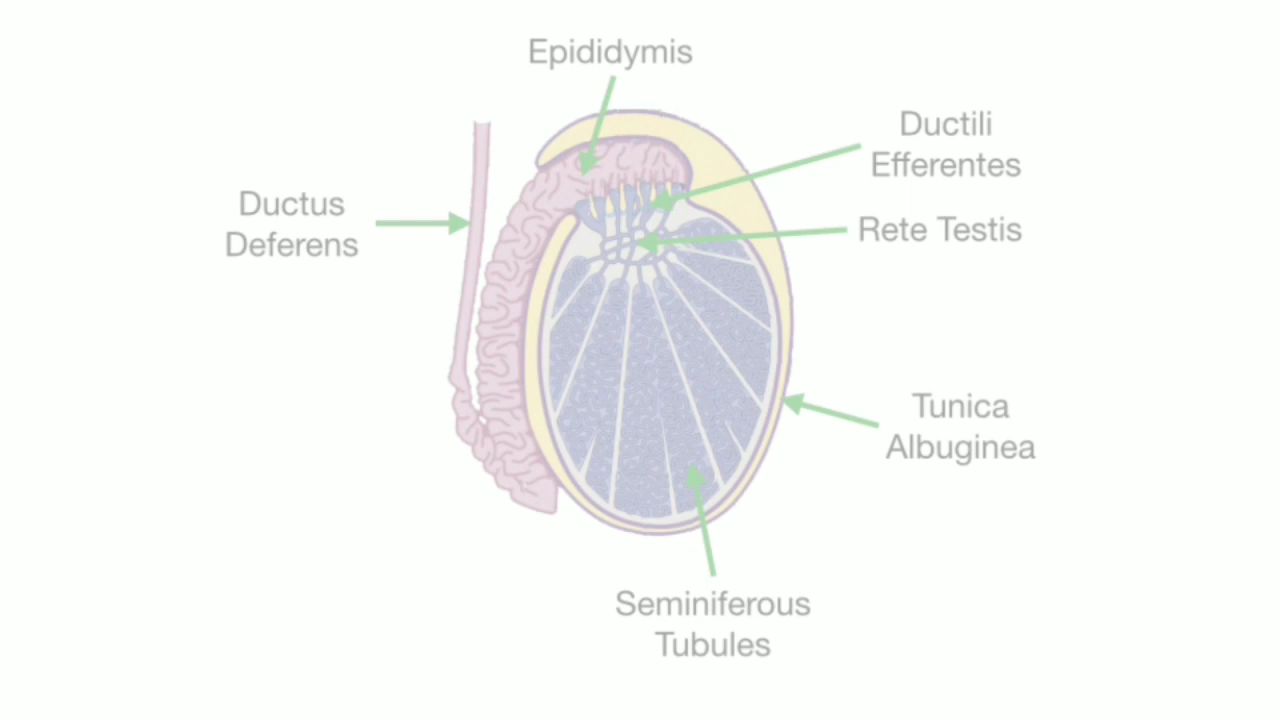 Epididymis
Ductili
Efferentes
Ductus
Deferens
Rete Testis
Tunica
Albuginea
Seminiferous
Tubules